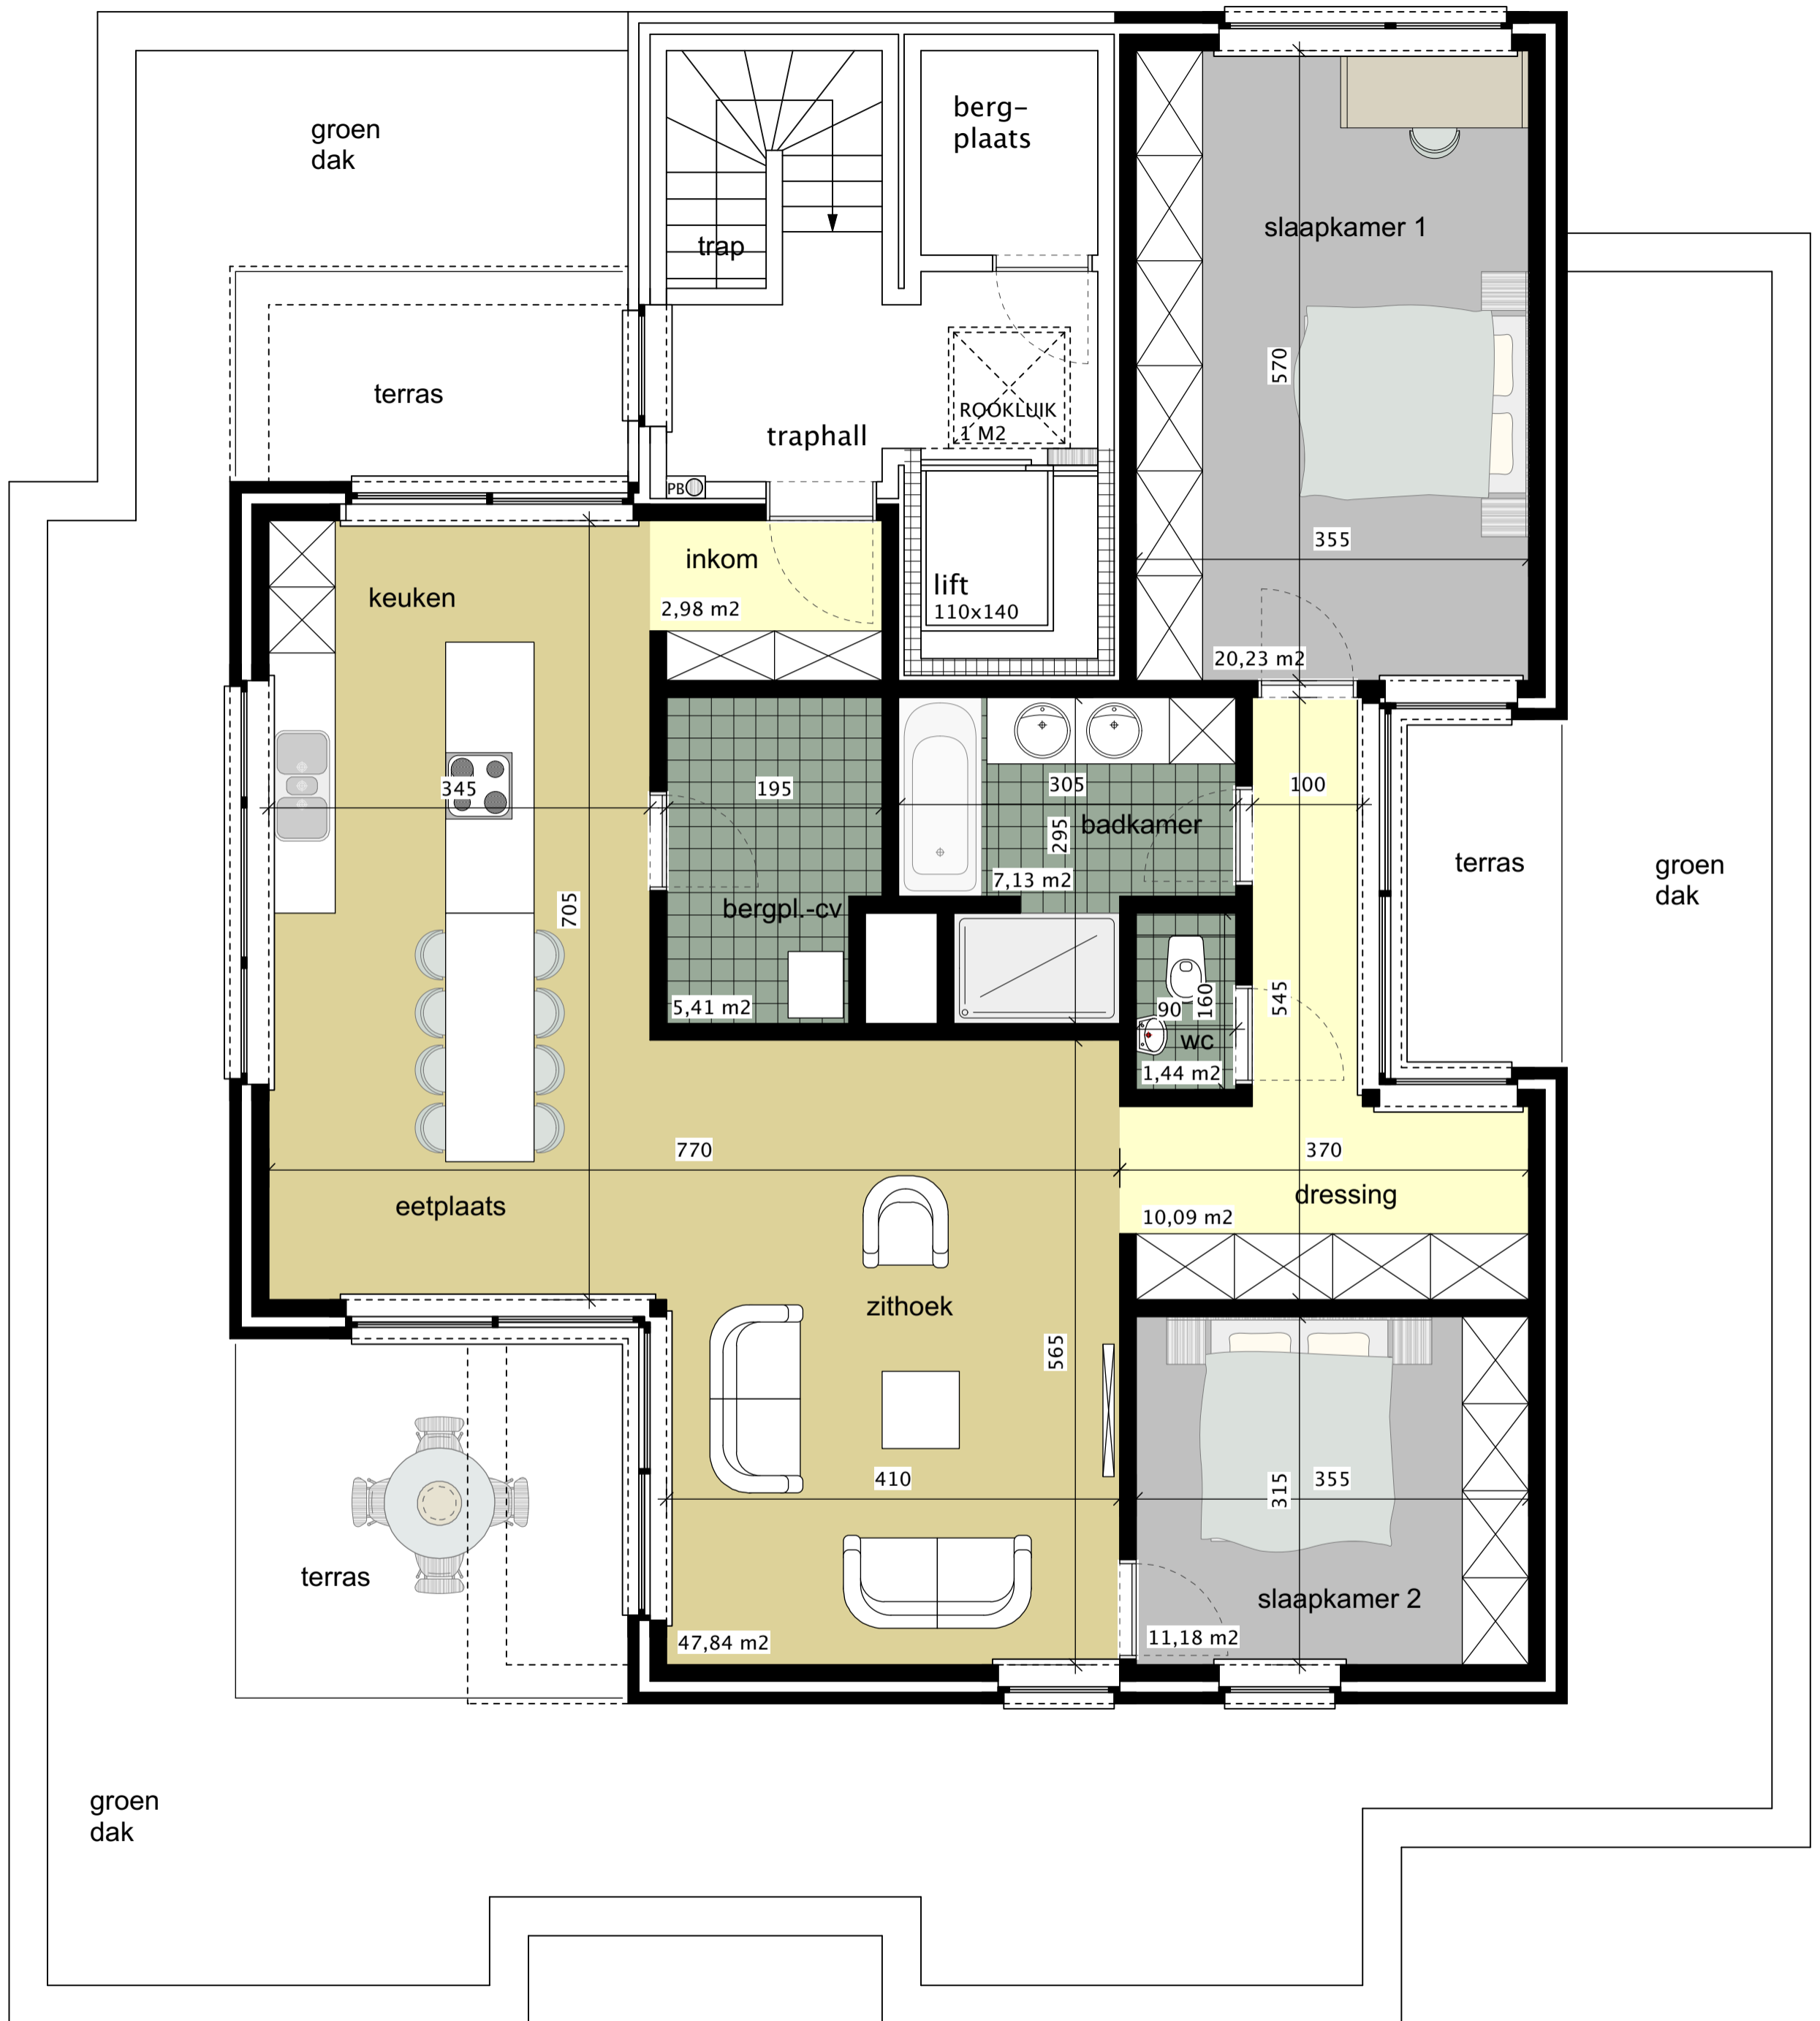 groen
dak
berg-
plaats
slaapkamer 1
trap
terras
570
ROOKLUIK
1 M2
traphall
PB
355
inkom
keuken
2,98 m2
lift
110x140
20,23 m2
345
195
305
100
295
badkamer
terras
groen
dak
7,13 m2
bergpl.-cv
705
5,41 m2
90
160
545
wc
1,44 m2
770
370
dressing
eetplaats
10,09 m2
zithoek
565
410
315
355
terras
slaapkamer 2
47,84 m2
11,18 m2
groen
dak